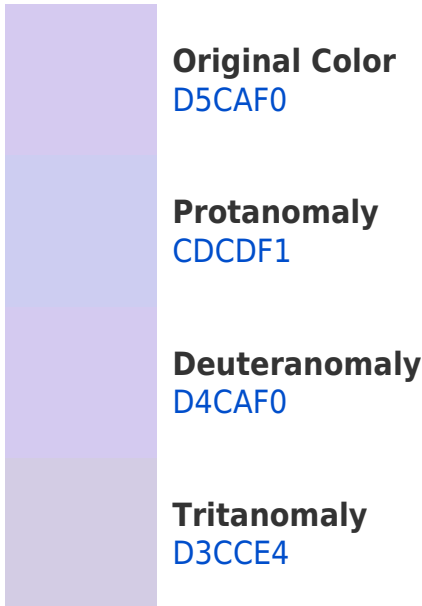 Original Color
D5CAF0
Protanomaly
CDCDF1
Deuteranomaly
D4CAF0
Tritanomaly
D3CCE4